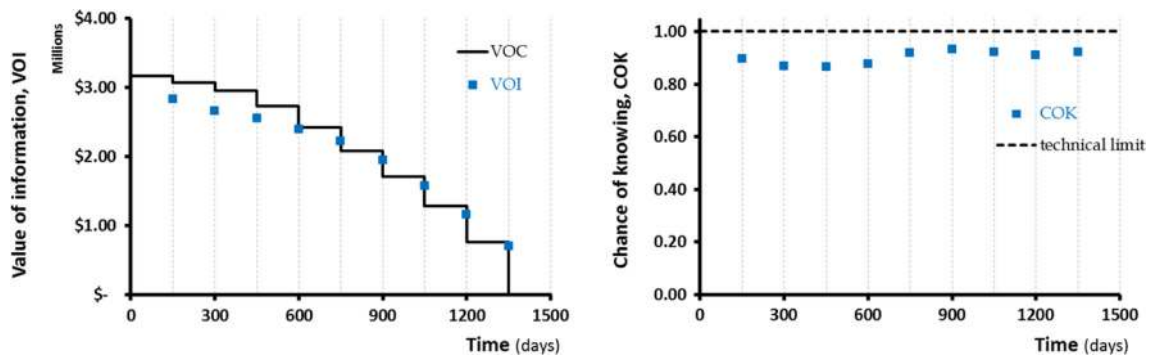 Value of information, VOI
Millions
$4.00
$3.00
$2.00
$1.00
$-
VOC
VOI
0 300 600 900 1200 1500
Time (days)
Chance of knowing, COK
1.00
0.80
0.60
0.40
0.20
0.00
COK
technical limit
0 300 600 900 1200 1500
Time (days)